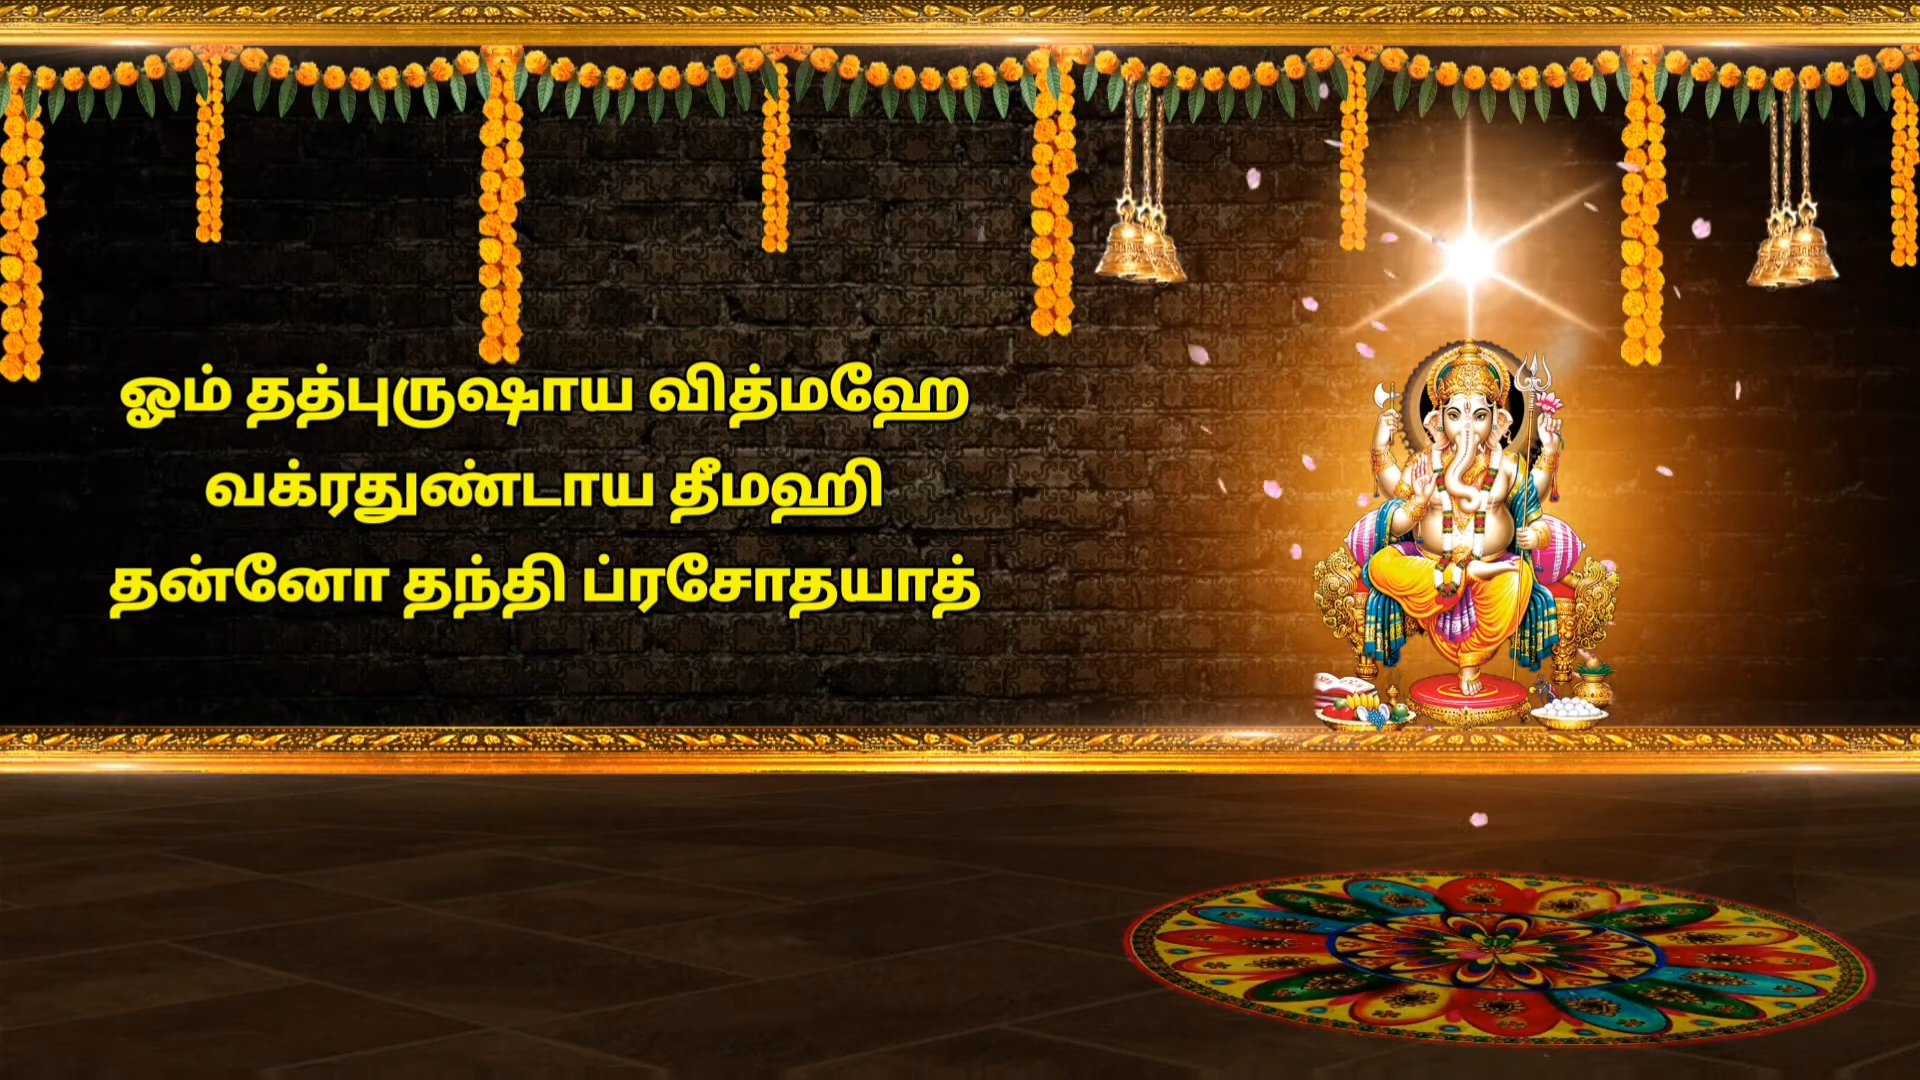 ஓம் தத்புருஷாய வித்மஹே
வக்ரதுண்டாய தீமஹி
தன்னோ தந்தி ப்ரசோதயாத்